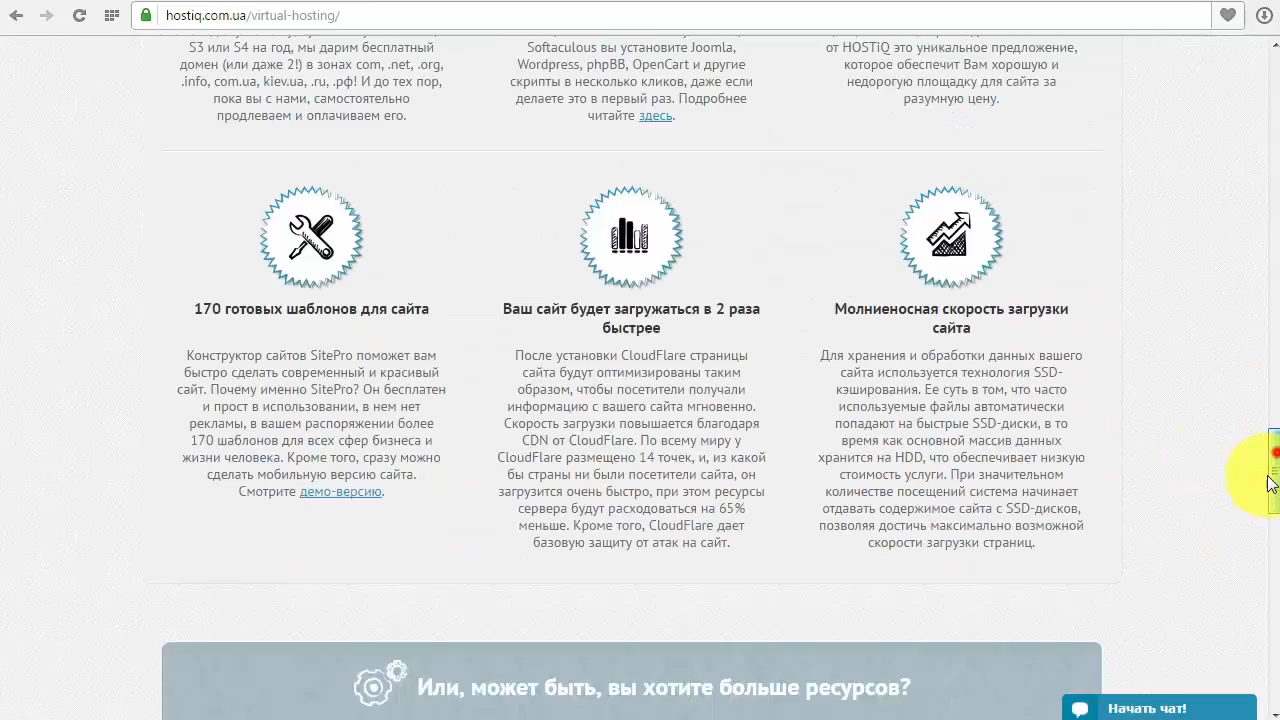 hostiq.com.ua/virtual-hosting/
S3 или S4 на год, мы дарим бесплатный
домен (или даже 2!) в зонах com, .net, .org,
.info, com.ua, kiev.ua, .ru, .рф! И до тех пор,
пока вы с нами, самостоятельно
продлеваем и оплачиваем его.
Softaculous вы установите Joomla,
Wordpress, phpBB, OpenCart и другие
скрипты в несколько кликов, даже если
делаете это в первый раз. Подробнее
читайте здесь.
от HOSTiQ это уникальное предложение,
которое обеспечит Вам хорошую и
недорогую площадку для сайта за
разумную цену.
170 готовых шаблонов для сайта
Конструктор сайтов SitePro поможет вам
быстро сделать современный и красивый
сайт. Почему именно SitePro? Он бесплатен
и прост в использовании, в нем нет
рекламы, в вашем распоряжении более
170 шаблонов для всех сфер бизнеса и
жизни человека. Кроме того, сразу можно
сделать мобильную версию сайта.
Смотрите демо-версию.
Ваш сайт будет загружаться в 2 раза
быстрее
После установки CloudFlare страницы
сайта будут оптимизированы таким
образом, чтобы посетители получали
информацию с вашего сайта мгновенно.
Скорость загрузки повышается благодаря
CDN от CloudFlare. По всему миру у
CloudFlare размещено 14 точек, и, из какой
бы страны ни были посетители сайта, он
загрузится очень быстро, при этом ресурсы
сервера будут расходоваться на 65%
меньше. Кроме того, CloudFlare дает
базовую защиту от атак на сайт.
Молниеносная скорость загрузки
сайта
Для хранения и обработки данных вашего
сайта используется технология SSD-
кэширования. Ее суть в том, что часто
используемые файлы автоматически
попадают на быстрые SSD-диски, в то
время как основной массив данных
хранится на HDD, что обеспечивает низкую
стоимость услуги. При значительном
количестве посещений система начинает
отдавать содержимое сайта с SSD-дисков,
позволяя достичь максимально возможной
скорости загрузки страниц.
Или, может быть, вы хотите больше ресурсов?
Начать чат!